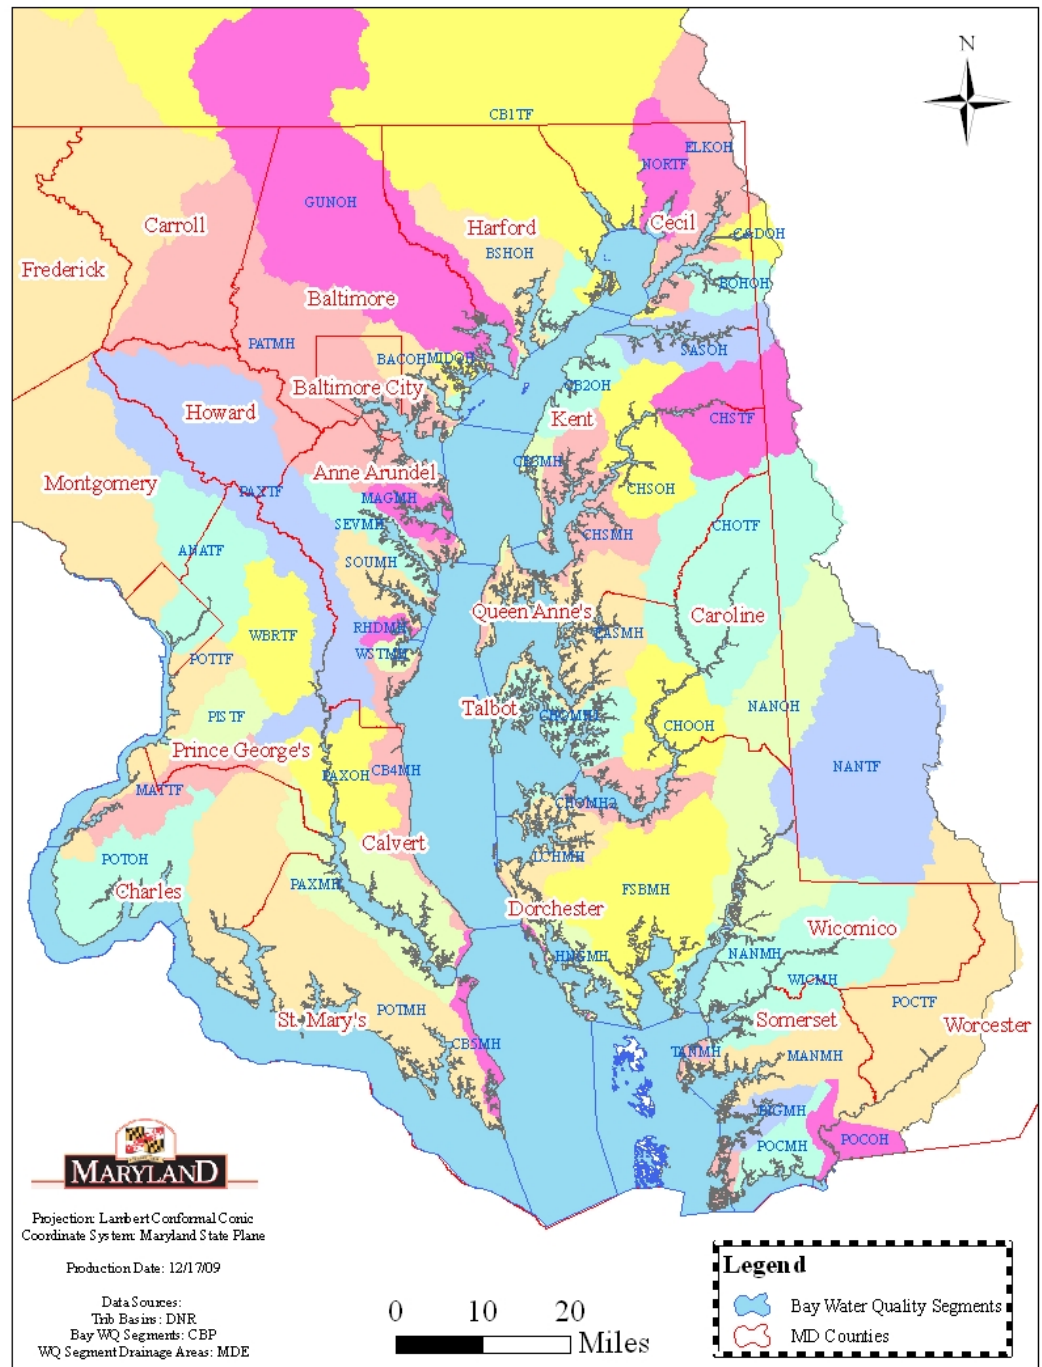 N
CB1TF
ELKOH
NORTF
GUNOH
Carroll
Harford
Cecil
C&DOH
BSHOH
Frederick
BOHOH
Baltimore
PATMH
SASOH
BACOH
MIDOH
Baltimore City
CB2OH
Howard
Kent
CHSTF
CB3MH
Anne Arundel
Montgomery
PAXTF
CHSOH
MAGMH
SEVMH
CHOTF
CHSMH
ANATF
SOUMH
Queen Anne's
Caroline
RHDMH
WBRTF
EASMH
WSTMH
POTTF
NANOH
Talbot
PISTF
CHOMH1
CHOOH
Prince George's
NANTF
PAXOH
CB4MH
MATTF
CHOMH2
Calvert
POTOH
LCHMH
Charles
PAXMH
FSBMH
Dorchester
Wicomico
HNGMH
NANMH
WICMH
POCTF
St. Mary's
POTMH
Somerset
Worcester
CB5MH
TANMH
MANMH
BIGMH
POCMH
POCOH
MARYLAND
Projection: Lambert Conformal Conic
Coordinate System: Maryland State Plane
Production Date: 12/17/09
Data Sources:
Trib Basins: DNR
Bay WQ Segments: CBP
WQ Segment Drainage Areas: MDE
0 10 20
Miles
Legend
Bay Water Quality Segments
MD Counties